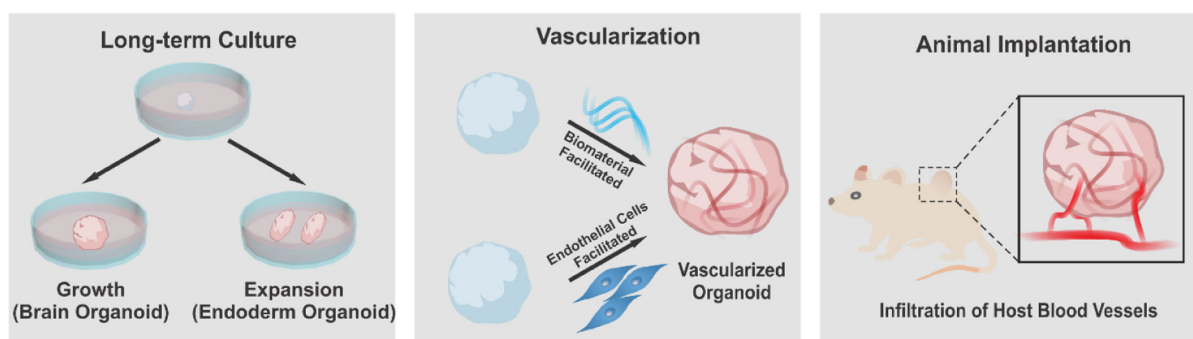 Long-term Culture
Growth
(Brain Organoid)
Expansion
(Endoderm Organoid)
Vascularization
Biomaterial
Facilitated
Endothelial Cells
Facilitated
Vascularized
Organoid
Animal Implantation
Infiltration of Host Blood Vessels